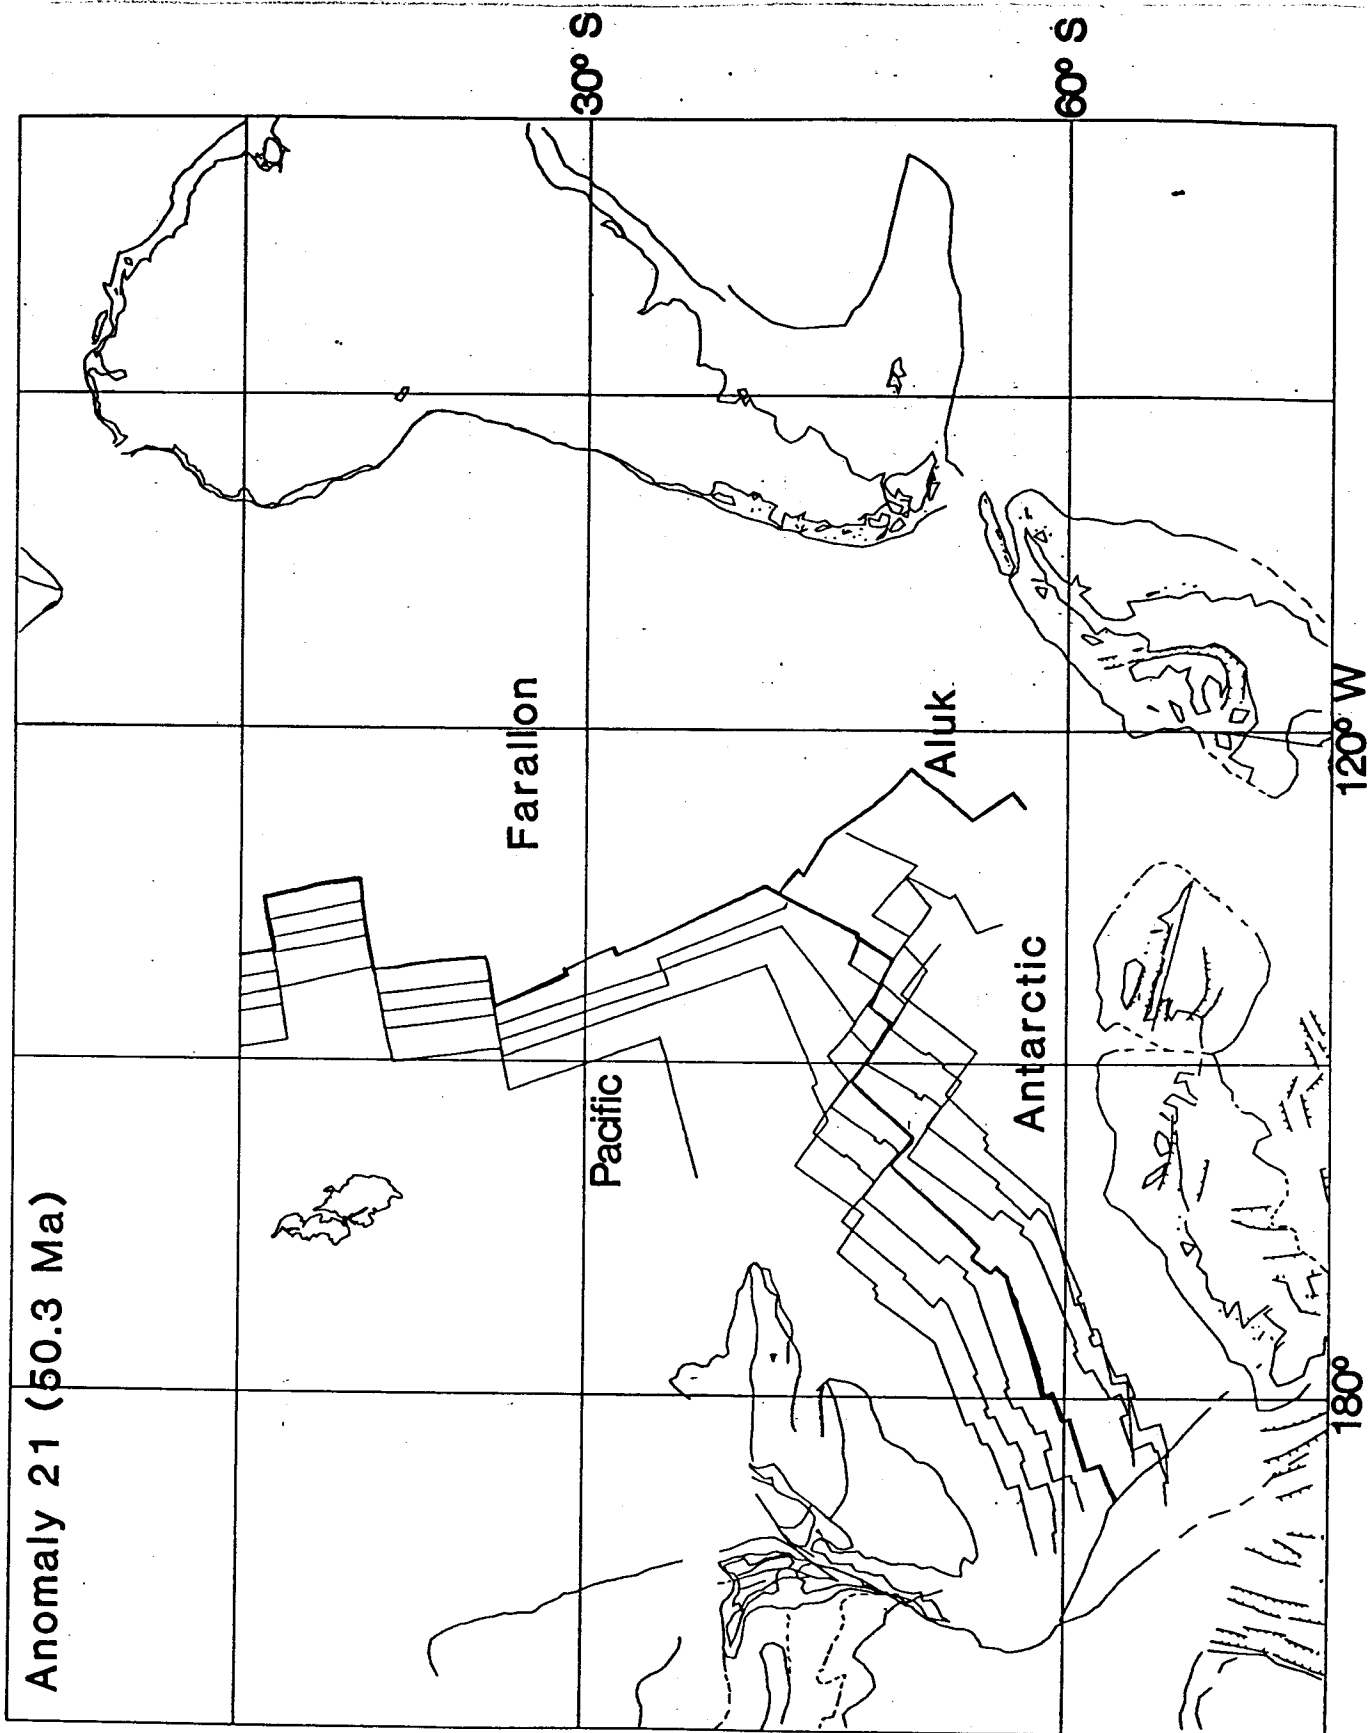 Anomaly 21 (50.3 Ma)
30° S
60° S
Farallon
Aluk
Pacific
Antarctic
180°
120° W